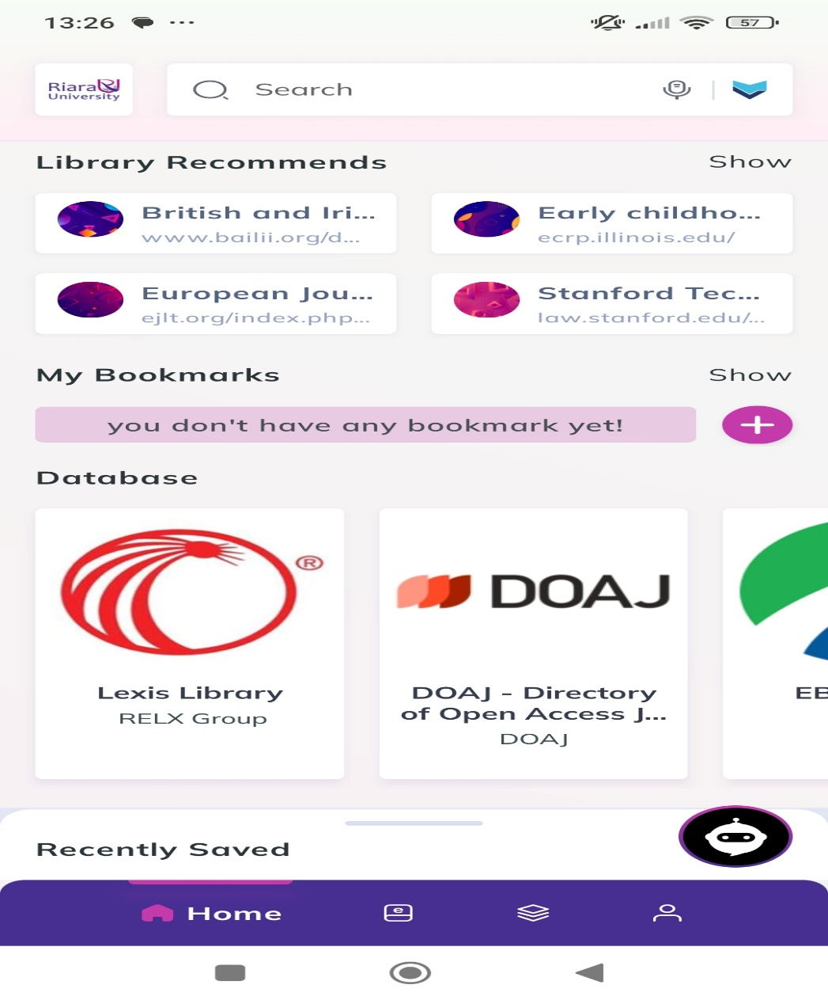 13:26
57
Riara
University
Search
Library Recommends
Show
British and Iri...
www.bailii.org/d...
Early childho...
ecrp.illinois.edu/
European Jou...
ejlt.org/index.php...
Stanford Tec...
law.stanford.edu/...
My Bookmarks
Show
you don't have any bookmark yet!
Database
®
DOAJ
Lexis Library
RELX Group
DOAJ - Directory
of Open Access J...
DOAJ
EB
Recently Saved
Home
e